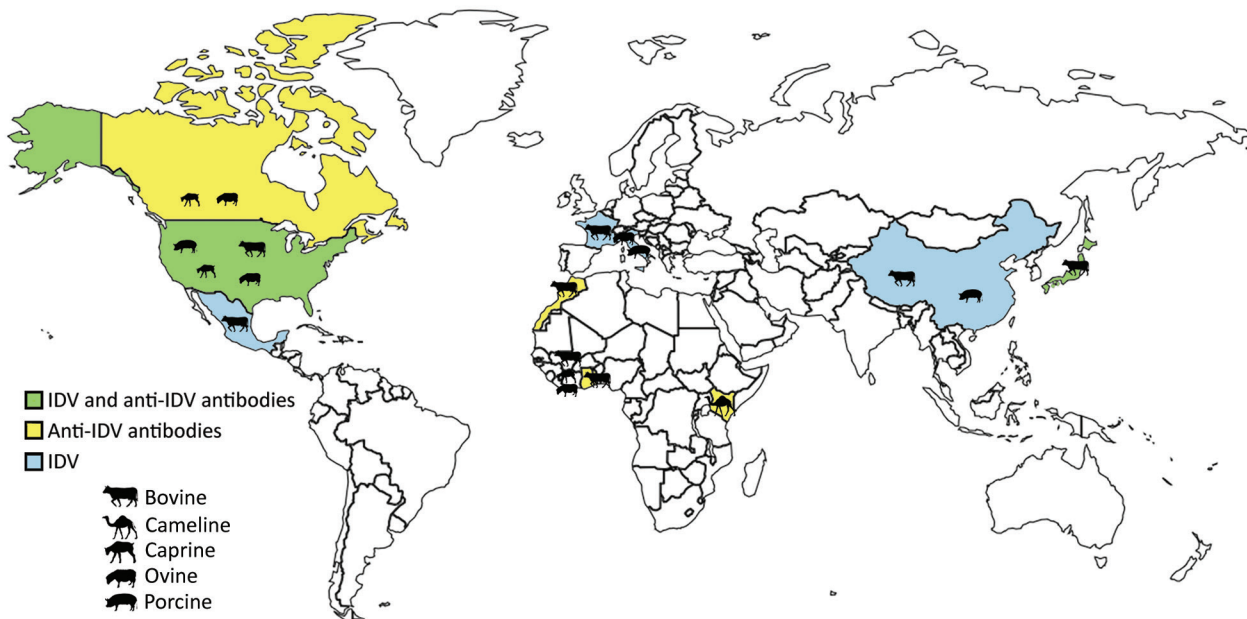 IDV and anti-IDV antibodies
Anti-IDV antibodies
IDV
Bovine
Cameline
Caprine
Ovine
Porcine